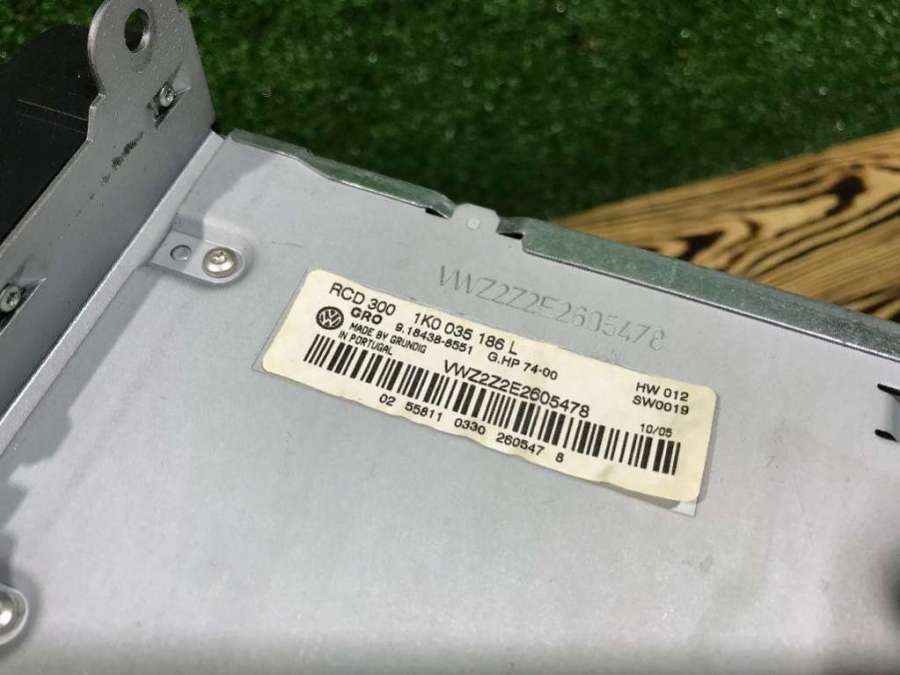 VWZ2Z2E2605478
RCD 300 1K0 035 186 L
GRO 9.18438-8551 G.HP 74-00
MADE BY GRUNDIG
IN PORTUGAL
VWZ2Z2E2605478
HW 012
SW0019
10/05
02 55811 0330 260547 8